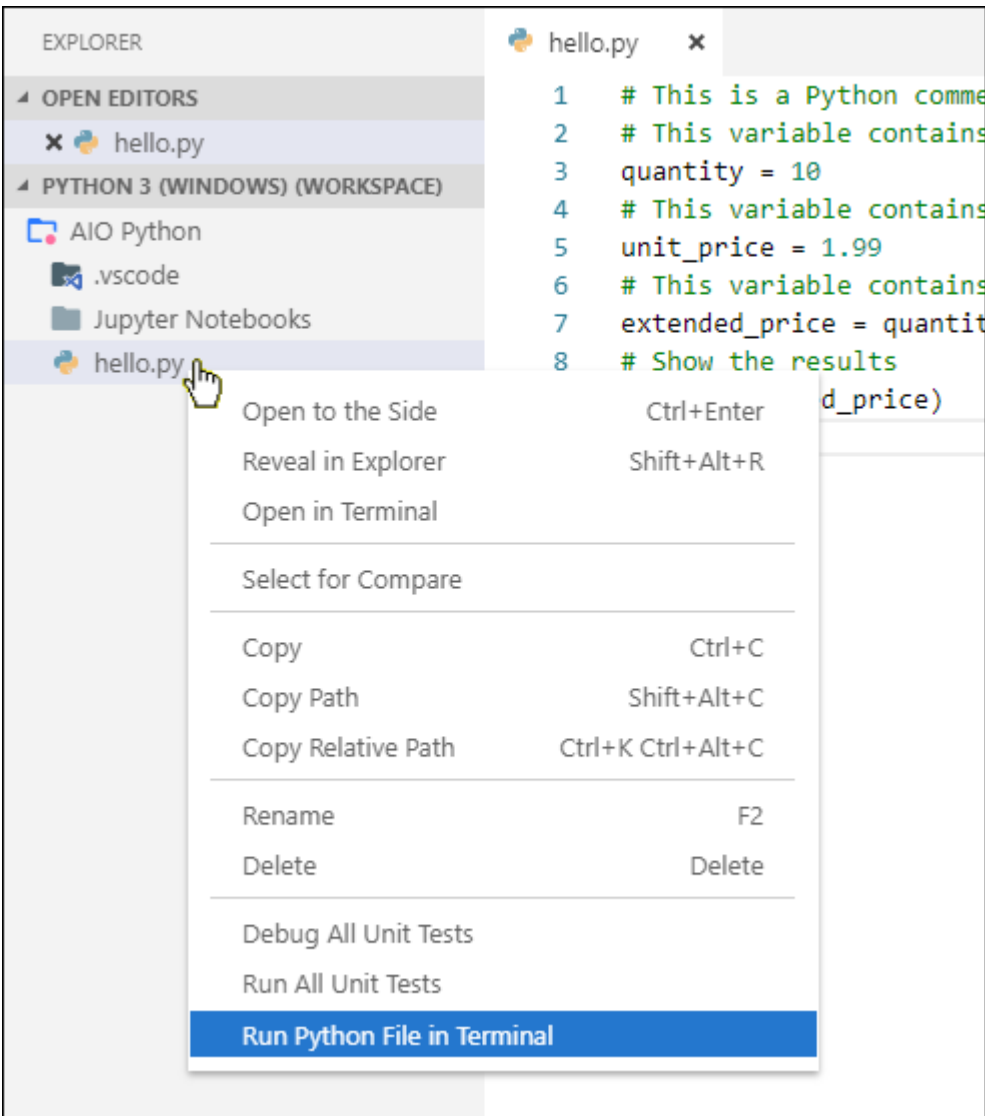 EXPLORER
OPEN EDITORS
hello.py
PYTHON 3 (WINDOWS) (WORKSPACE)
AIO Python
.vscode
Jupyter Notebooks
hello.py
hello.py
1 # This is a Python comme
2 # This variable contains
3 quantity = 10
4 # This variable contains
5 unit_price = 1.99
6 # This variable contains
7 extended_price = quantit
8 # Show the results
d_price)
Open to the Side Ctrl+Enter
Reveal in Explorer Shift+Alt+R
Open in Terminal
Select for Compare
Copy Ctrl+C
Copy Path Shift+Alt+C
Copy Relative Path Ctrl+K Ctrl+Alt+C
Rename F2
Delete Delete
Debug All Unit Tests
Run All Unit Tests
Run Python File in Terminal